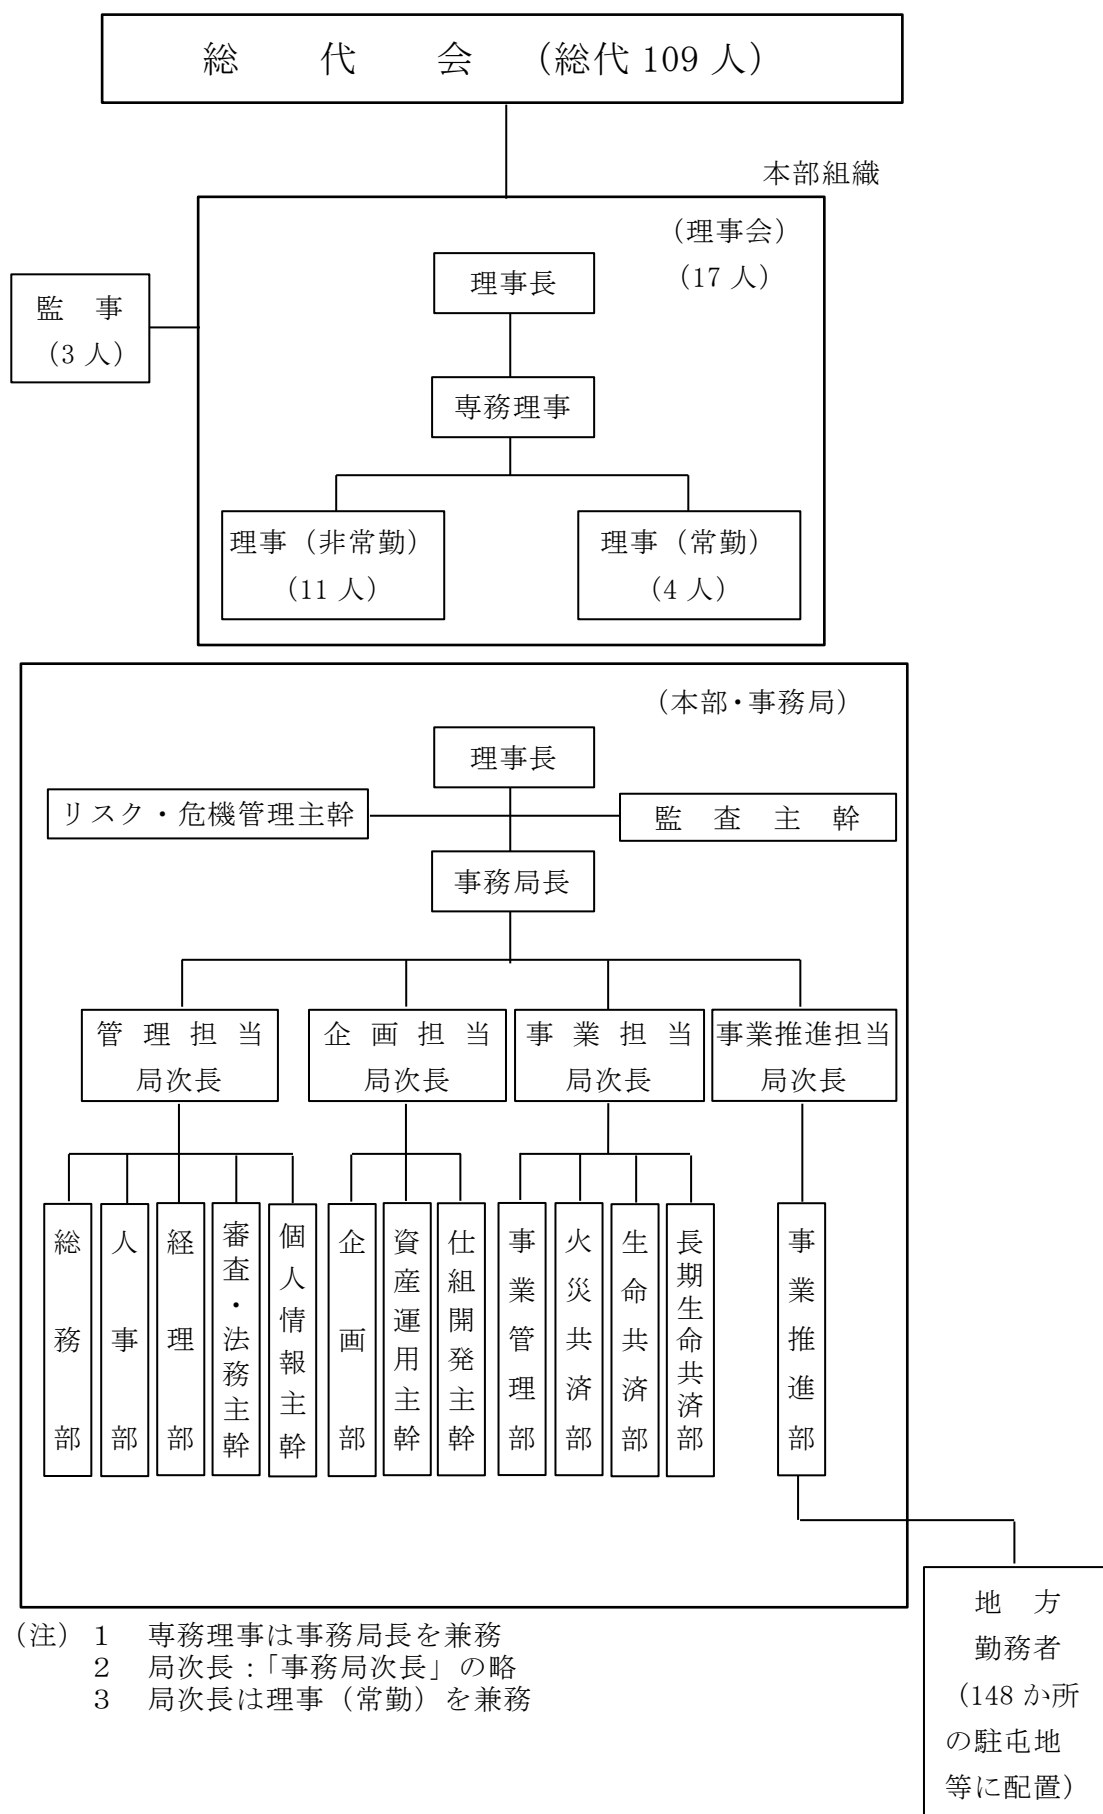 総　代　会　（総代 109 人）
本部組織
（理事会）
（17 人）
理事長
監　事
（3 人）
専務理事
理事（非常勤）
（11 人）
理事（常勤）
（4 人）
（本部・事務局）
理事長
リスク・危機管理主幹
監　査　主　幹
事務局長
管 理 担 当
局次長
企 画 担 当
局次長
事 業 担 当
局次長
事業推進担当
局次長
総務部
人事部
経理部
審査・法務主幹
個人情報主幹
企画部
資産運用主幹
仕組開発主幹
事業管理部
火災共済部
生命共済部
長期生命共済部
事業推進部
地　方
勤務者
（148 か所
の駐屯地
等に配置）
（注）1　専務理事は事務局長を兼務
2　局次長：「事務局次長」の略
3　局次長は理事（常勤）を兼務